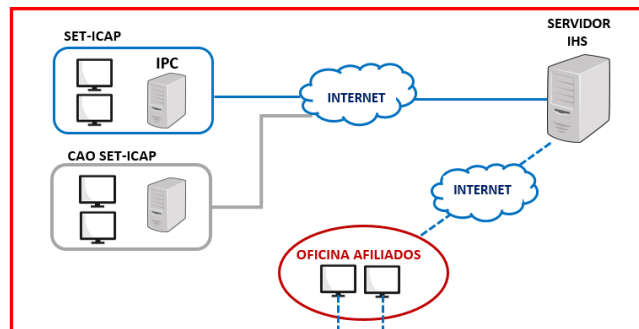 SET-ICAP
IPC
SERVIDOR
IHS
INTERNET
CAO SET-ICAP
INTERNET
OFICINA AFILIADOS